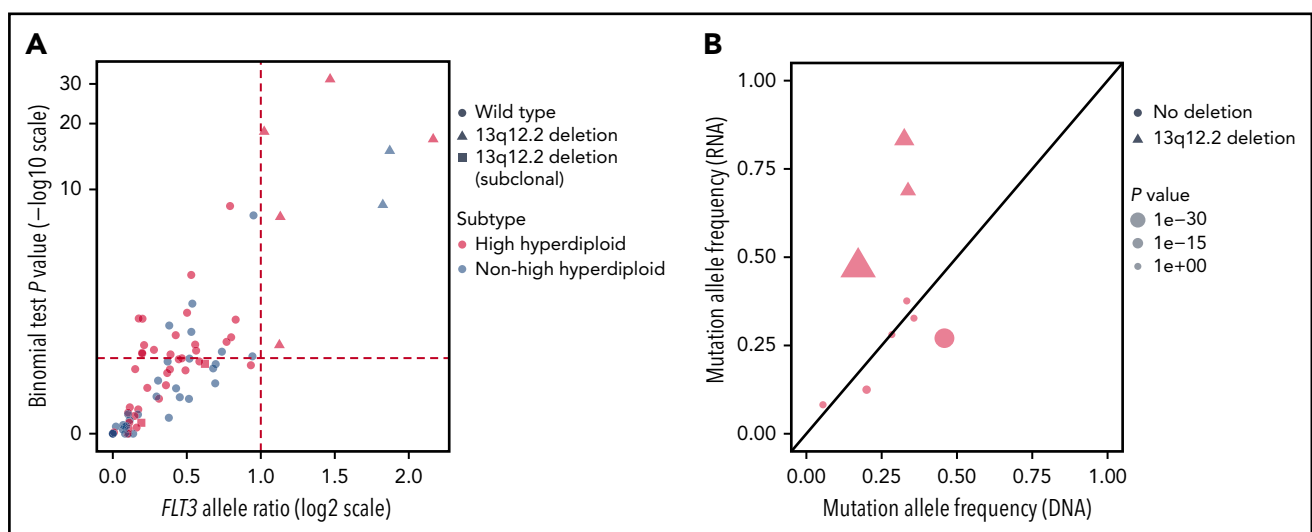 A
Binomial test P value (−log10 scale)
30
20
10
0
0.0 0.5 1.0 1.5 2.0
FLT3 allele ratio (log2 scale)
Wild type
13q12.2 deletion
13q12.2 deletion
(subclonal)
Subtype
High hyperdiploid
Non-high hyperdiploid
B
Mutation allele frequency (RNA)
1.00
0.75
0.50
0.25
0.00
0.00 0.25 0.50 0.75 1.00
Mutation allele frequency (DNA)
No deletion
13q12.2 deletion
P value
1e−30
1e−15
1e+00